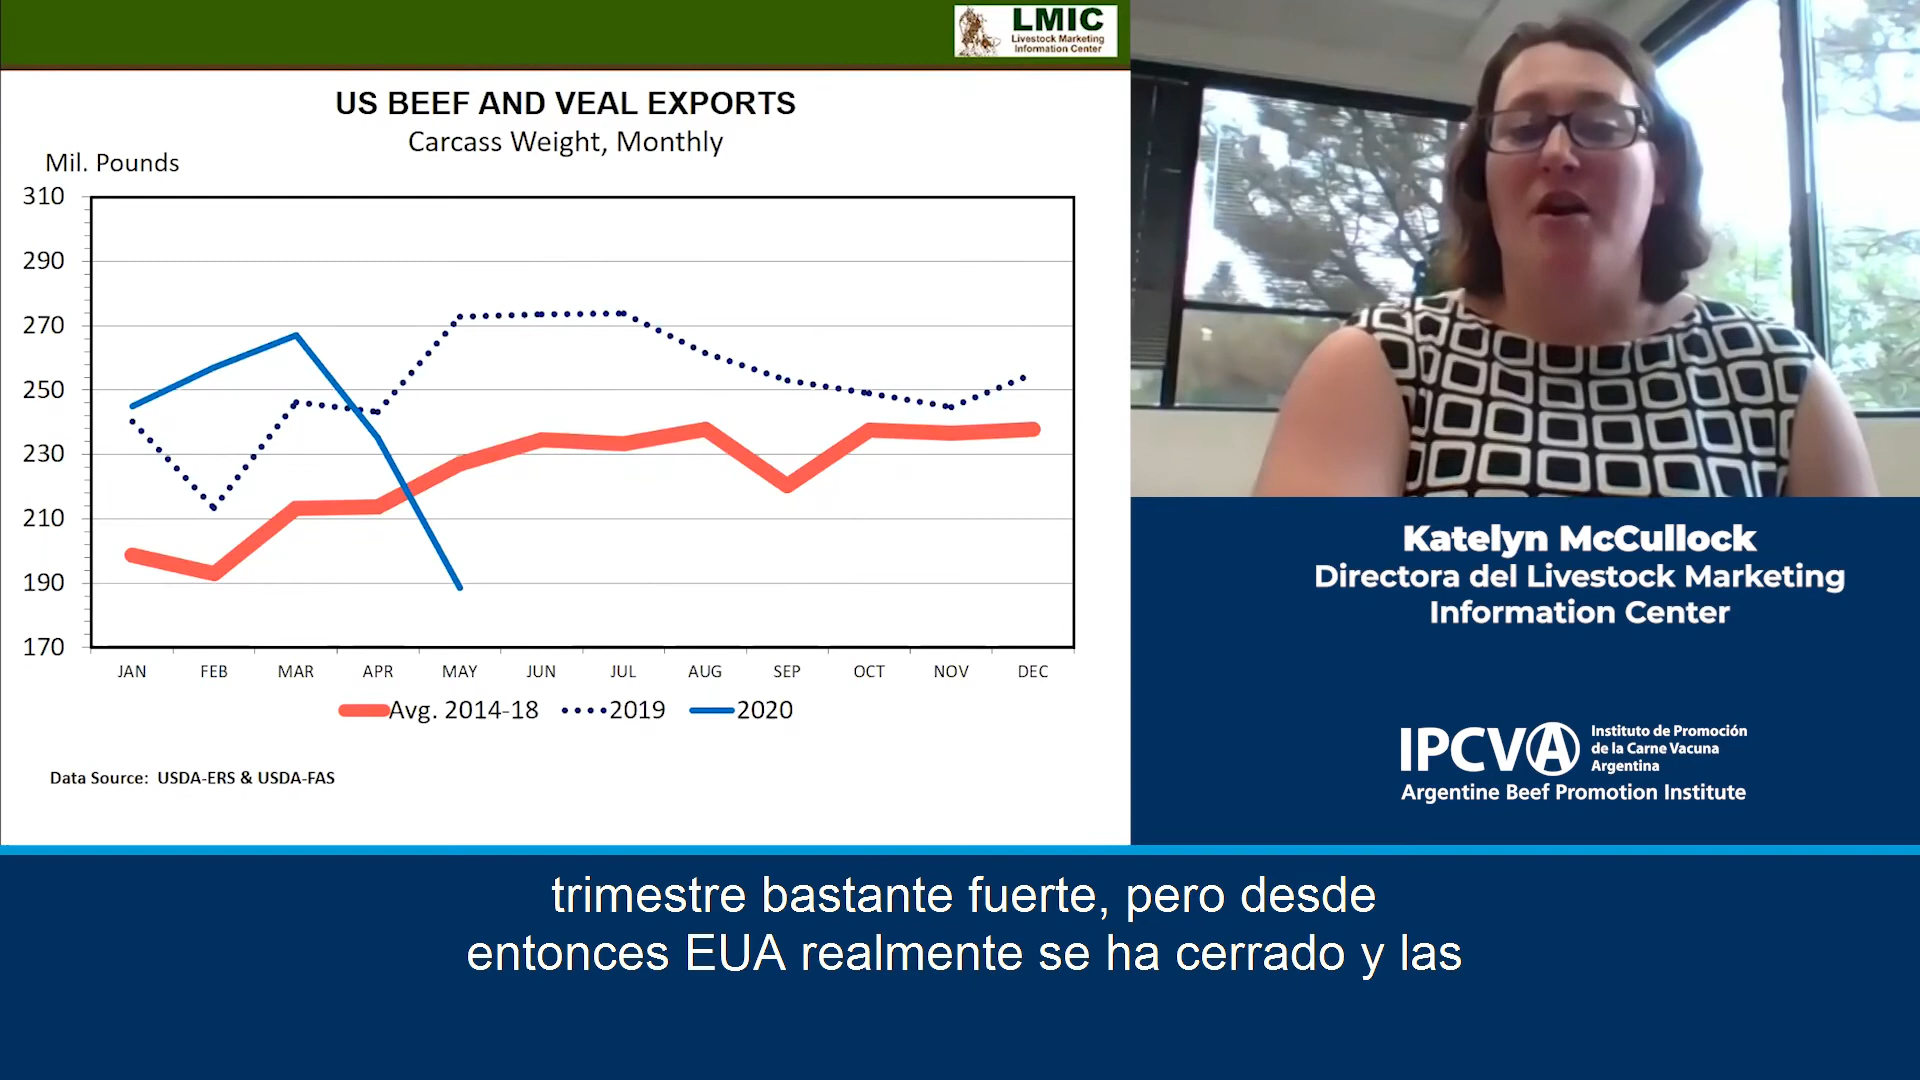 LMIC
Livestock Marketing
Information Center
US BEEF AND VEAL EXPORTS
Carcass Weight, Monthly
Mil. Pounds
310
290
270
250
230
210
190
170
JAN FEB MAR APR MAY JUN JUL AUG SEP OCT NOV DEC
Avg. 2014-18 2019 2020
Data Source: USDA-ERS & USDA-FAS
Katelyn McCullock
Directora del Livestock Marketing
Information Center
IPCVA
Instituto de Promoción
de la Carne Vacuna
Argentina
Argentine Beef Promotion Institute
trimestre bastante fuerte, pero desde
entonces EUA realmente se ha cerrado y las